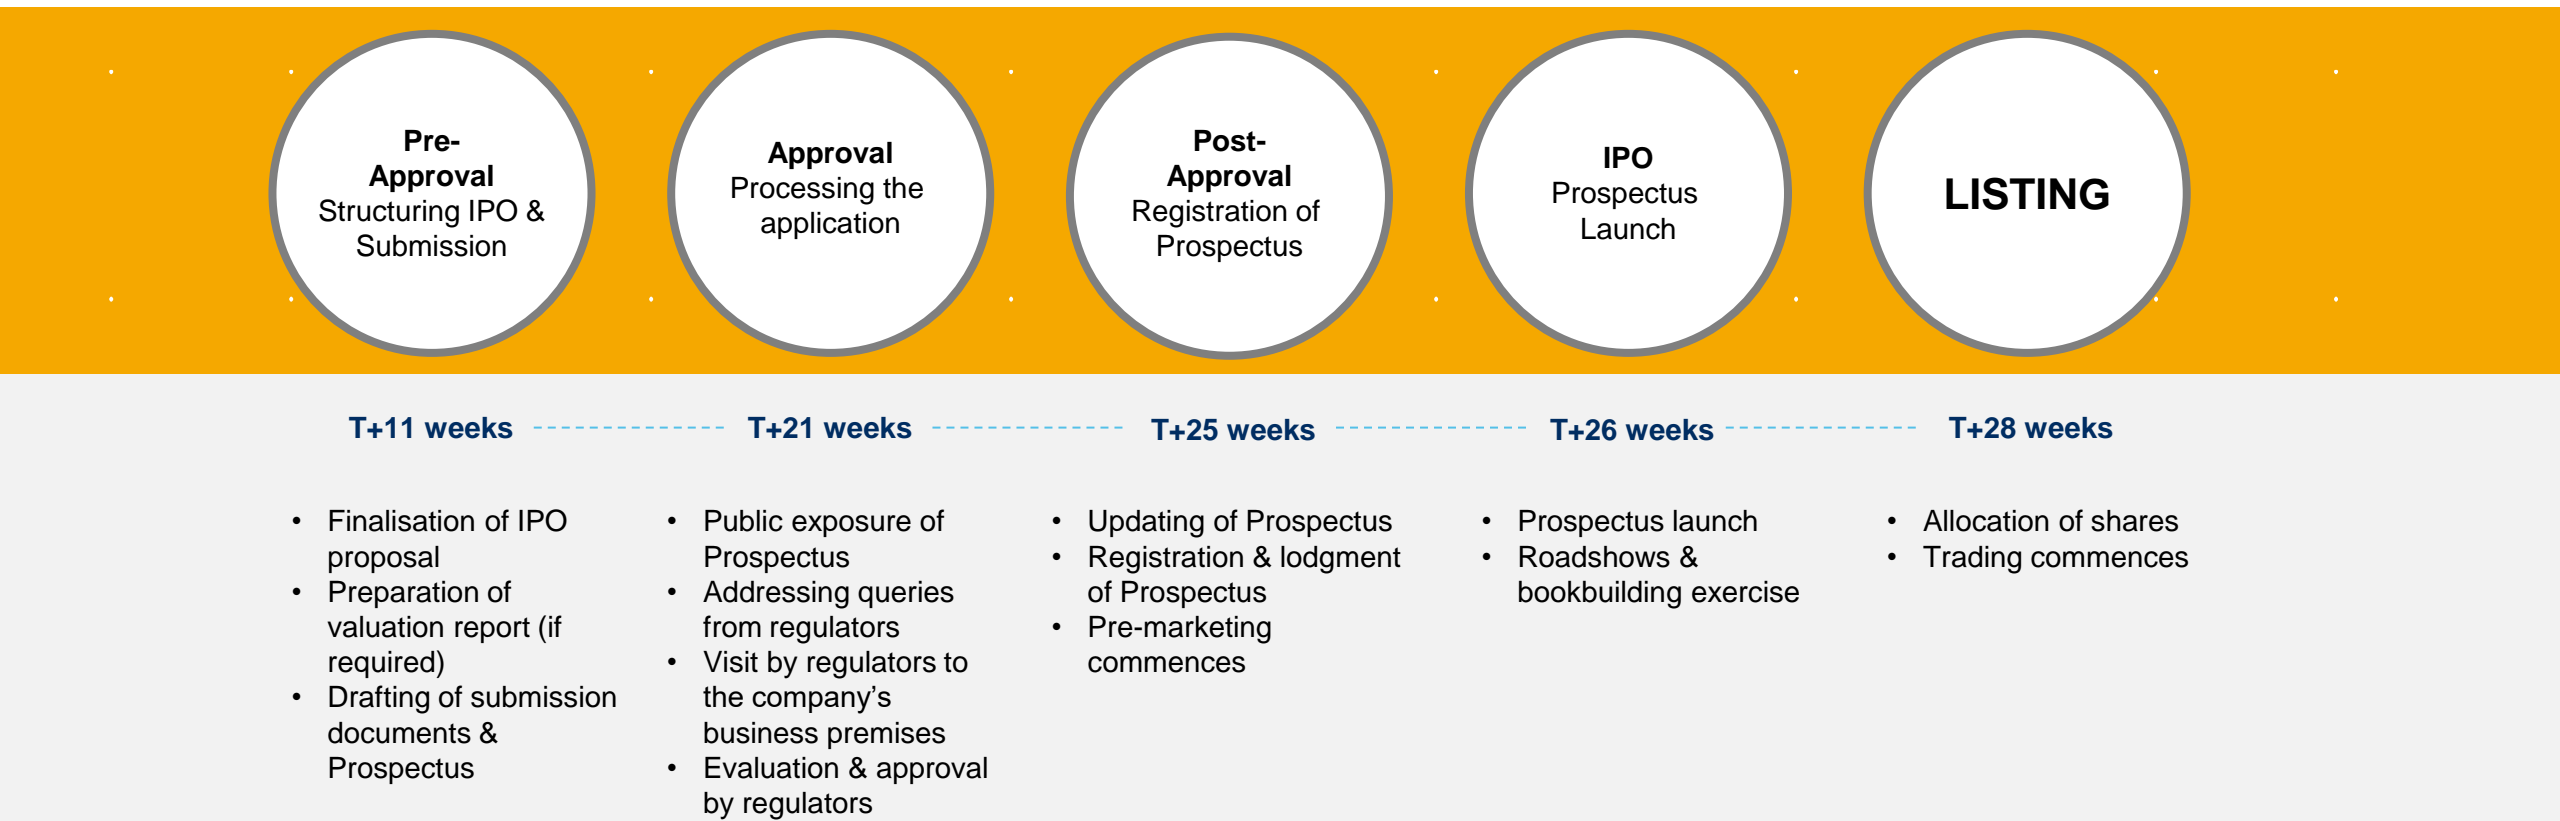 Pre-
Approval
Structuring IPO &
Submission
Approval
Processing the
application
Post-
Approval
Registration of
Prospectus
IPO
Prospectus
Launch
LISTING
T+11 weeks
T+21 weeks
T+25 weeks
T+26 weeks
T+28 weeks
• Finalisation of IPO
proposal
• Preparation of
valuation report (if
required)
• Drafting of submission
documents &
Prospectus
• Public exposure of
Prospectus
• Addressing queries
from regulators
• Visit by regulators to
the company’s
business premises
• Evaluation & approval
by regulators
• Updating of Prospectus
• Registration & lodgment
of Prospectus
• Pre-marketing
commences
• Prospectus launch
• Roadshows &
bookbuilding exercise
• Allocation of shares
• Trading commences